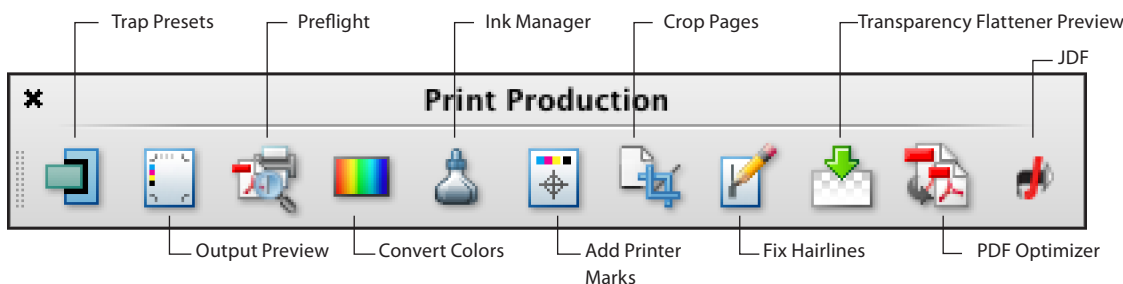 Trap Presets
Preflight
Ink Manager
Crop Pages
Transparency Flattener Preview
JDF
Print Production
Output Preview
Convert Colors
Add Printer
Marks
Fix Hairlines
PDF Optimizer